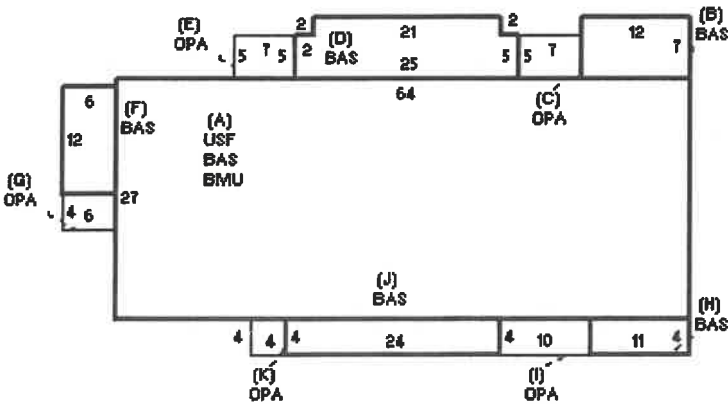 (E)
OPA
5 7 5
2
2
(D)
BAS
21
25
2
5
5 7
12
7
(B)
BAS
64
(C)
OPA
6
12
(F)
BAS
(A)
USF
BAS
BMU
(G)
OPA
4 6
27
(J)
BAS
(H)
BAS
4
4
4
24
4
10
11
4
(K)
OPA
(I)
OPA